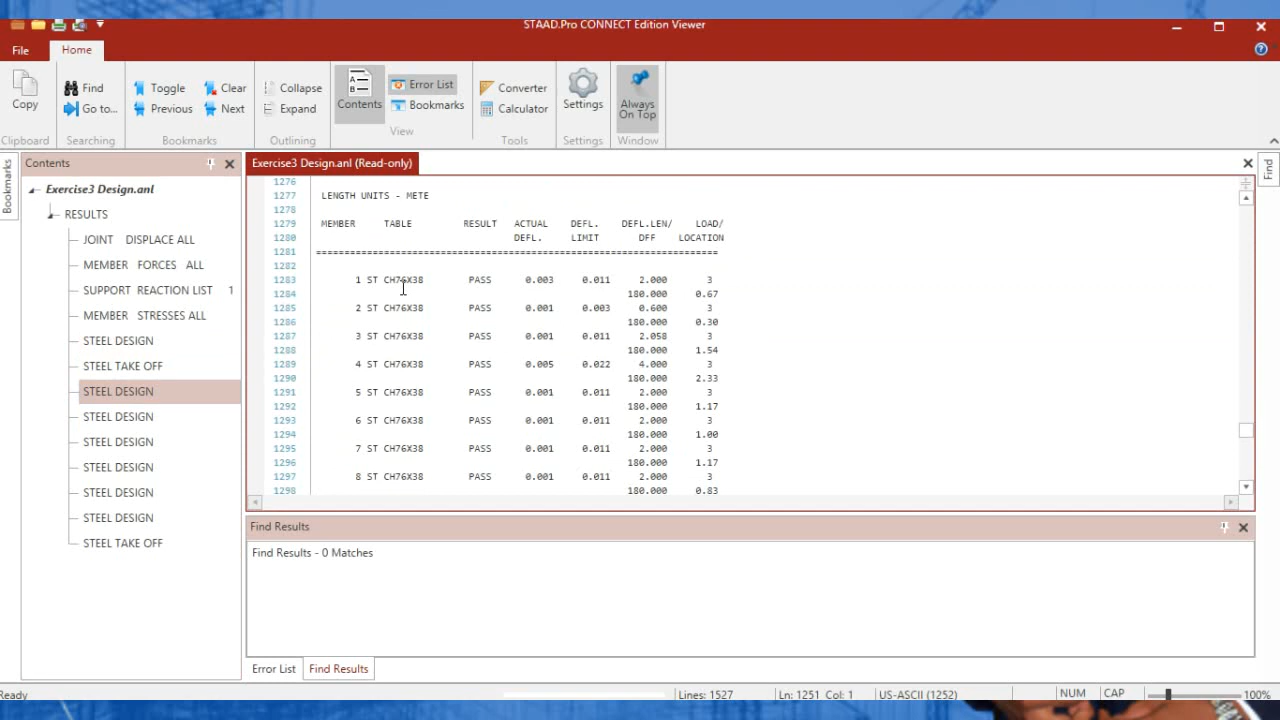 STAAD.Pro CONNECT Edition Viewer
File
Home
Copy
Clipboard
Find
Go to...
Searching
Toggle
Clear
Previous
Next
Bookmarks
Collapse
Expand
Outlining
Contents
Error List
Bookmarks
View
Converter
Calculator
Tools
Settings
Settings
Always
On Top
Window
Bookmarks
Contents
Exercise3 Design.anl
RESULTS
JOINT DISPLACE ALL
MEMBER FORCES ALL
SUPPORT REACTION LIST 1
MEMBER STRESSES ALL
STEEL DESIGN
STEEL TAKE OFF
STEEL DESIGN
STEEL DESIGN
STEEL DESIGN
STEEL DESIGN
STEEL DESIGN
STEEL DESIGN
STEEL TAKE OFF
Exercise3 Design.anl (Read-only)
Find
1276
1277 LENGTH UNITS - METE
1278
1279 MEMBER TABLE RESULT ACTUAL DEFL. DEFL.LEN/ LOAD/
1280 DEFL. LIMIT DFF LOCATION
1281 =======================================================================
1282
1283 1 ST CH76X38 PASS 0.003 0.011 2.000 3
1284 180.000 0.67
1285 2 ST CH76X38 PASS 0.001 0.003 0.600 3
1286 180.000 0.30
1287 3 ST CH76X38 PASS 0.001 0.011 2.058 3
1288 180.000 1.54
1289 4 ST CH76X38 PASS 0.005 0.022 4.000 3
1290 180.000 2.33
1291 5 ST CH76X38 PASS 0.001 0.011 2.000 3
1292 180.000 1.17
1293 6 ST CH76X38 PASS 0.001 0.011 2.000 3
1294 180.000 1.00
1295 7 ST CH76X38 PASS 0.001 0.011 2.000 3
1296 180.000 1.17
1297 8 ST CH76X38 PASS 0.001 0.011 2.000 3
1298 180.000 0.83
Find Results
Find Results - 0 Matches
Error List
Find Results
Ready
Lines: 1527
Ln: 1251 Col: 1
US-ASCII (1252)
NUM
CAP
100%